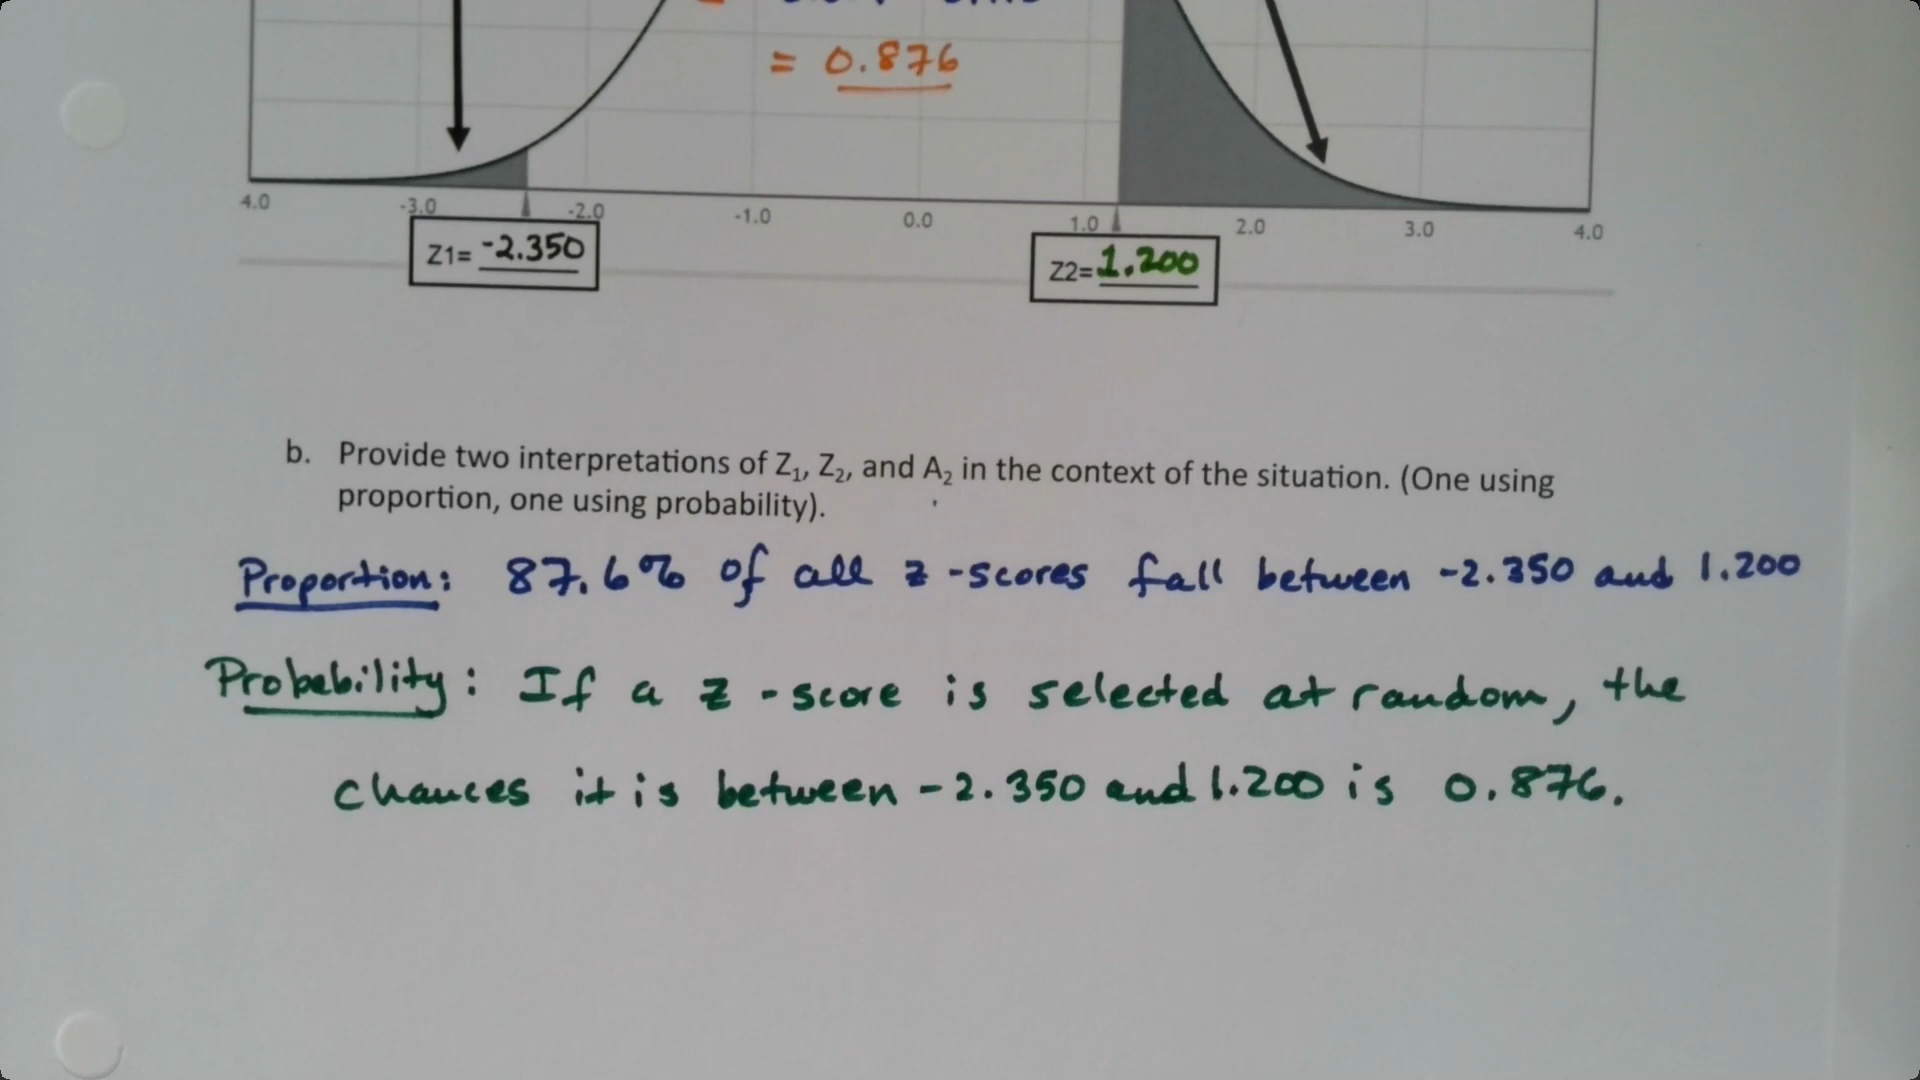 = 0.876
4.0 -3.0 -2.0 -1.0 0.0 1.0 2.0 3.0 4.0
Z1= -2.350
Z2= 1.200
b. Provide two interpretations of Z₁, Z₂, and A₂ in the context of the situation. (One using
proportion, one using probability).
Proportion: 87.6% of all z-scores fall between -2.350 and 1.200
Probability: If a z-score is selected at random, the
chances it is between -2.350 and 1.200 is 0.876.